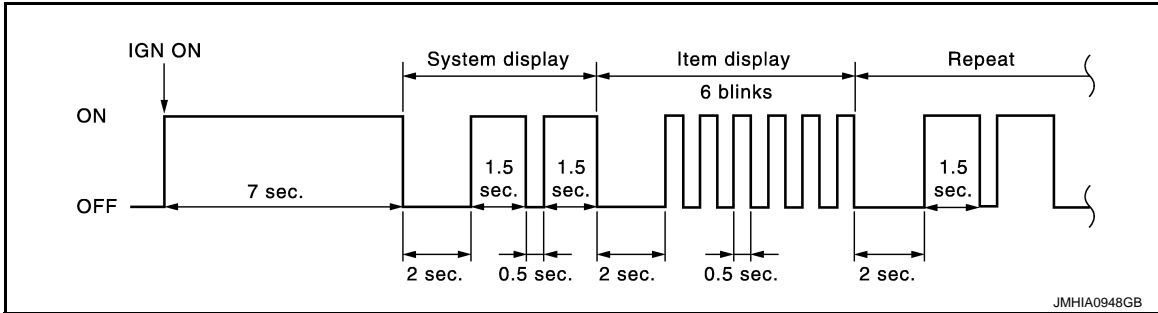 IGN ON
System display
Item display
Repeat
6 blinks
ON
1.5 sec.
1.5 sec.
1.5 sec.
7 sec.
OFF
2 sec.
0.5 sec.
2 sec.
0.5 sec.
2 sec.
JMHIA0948GB